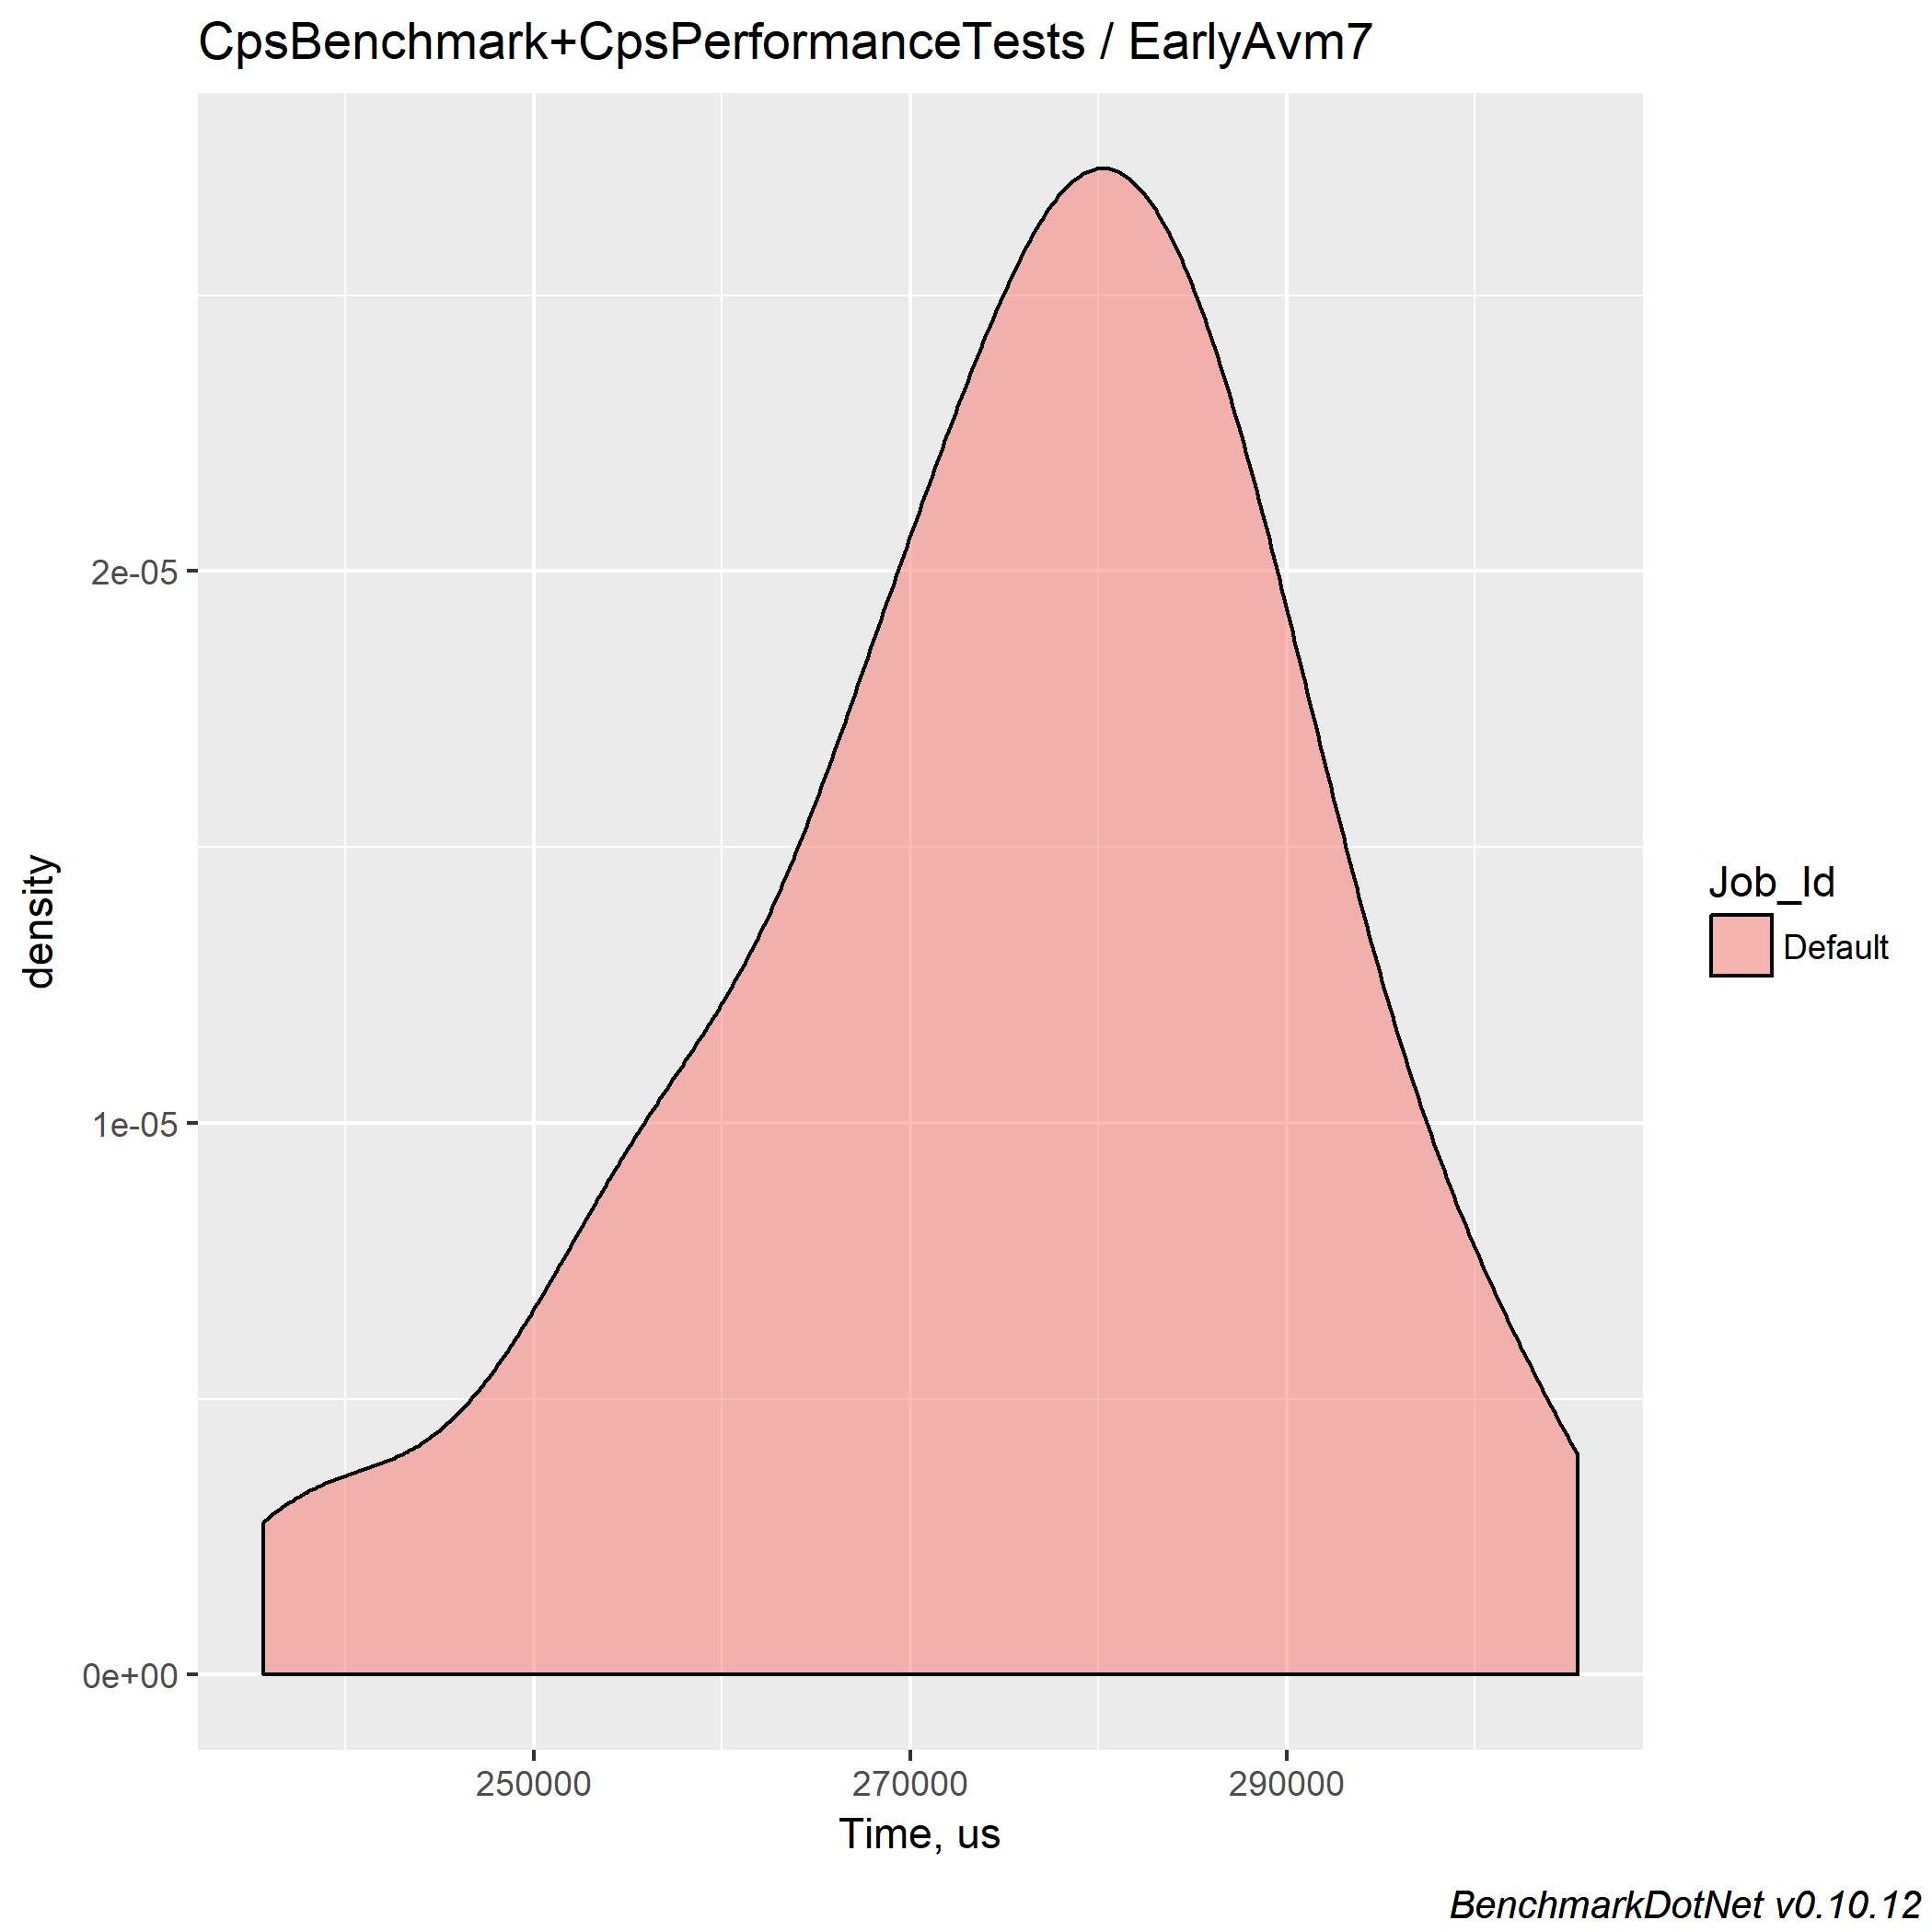 CpsBenchmark+CpsPerformanceTests / EarlyAvm7
density
2e-05
1e-05
0e+00
250000 270000 290000
Time, us
Job_Id
Default
BenchmarkDotNet v0.10.12